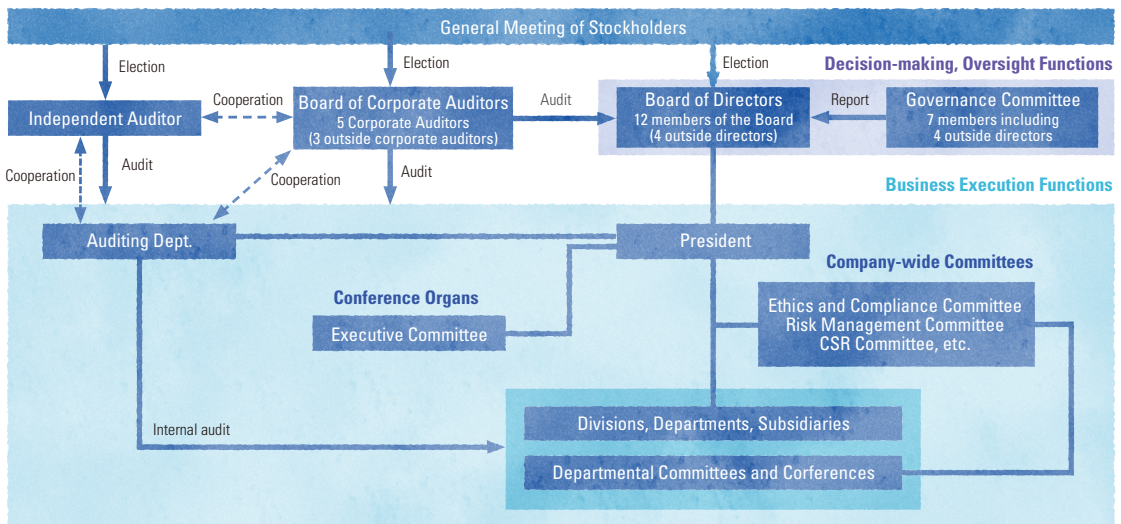 General Meeting of Stockholders
Election
Election
Election
Decision-making, Oversight Functions
Independent Auditor
Cooperation
Board of Corporate Auditors
5 Corporate Auditors
(3 outside corporate auditors)
Audit
Board of Directors
12 members of the Board
(4 outside directors)
Report
Governance Committee
7 members including
4 outside directors
Cooperation
Audit
Cooperation
Audit
Business Execution Functions
Auditing Dept.
President
Company-wide Committees
Conference Organs
Executive Committee
Ethics and Compliance Committee
Risk Management Committee
CSR Committee, etc.
Internal audit
Divisions, Departments, Subsidiaries
Departmental Committees and Corferences